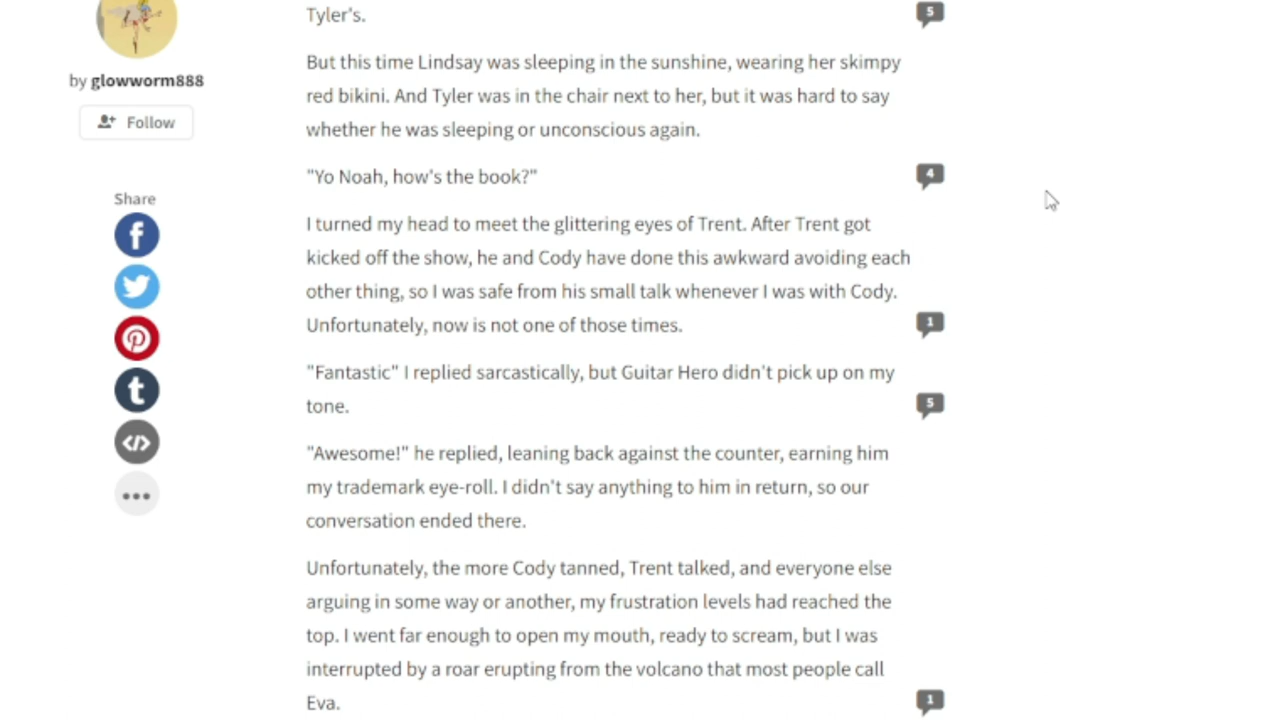 Tyler's.
5
But this time Lindsay was sleeping in the sunshine, wearing her skimpy
red bikini. And Tyler was in the chair next to her, but it was hard to say
whether he was sleeping or unconscious again.
by glowworm888
Follow
"Yo Noah, how's the book?"
4
Share
I turned my head to meet the glittering eyes of Trent. After Trent got
kicked off the show, he and Cody have done this awkward avoiding each
other thing, so I was safe from his small talk whenever I was with Cody.
Unfortunately, now is not one of those times.
1
"Fantastic" I replied sarcastically, but Guitar Hero didn't pick up on my
tone.
5
"Awesome!" he replied, leaning back against the counter, earning him
my trademark eye-roll. I didn't say anything to him in return, so our
conversation ended there.
Unfortunately, the more Cody tanned, Trent talked, and everyone else
arguing in some way or another, my frustration levels had reached the
top. I went far enough to open my mouth, ready to scream, but I was
interrupted by a roar erupting from the volcano that most people call
Eva.
1